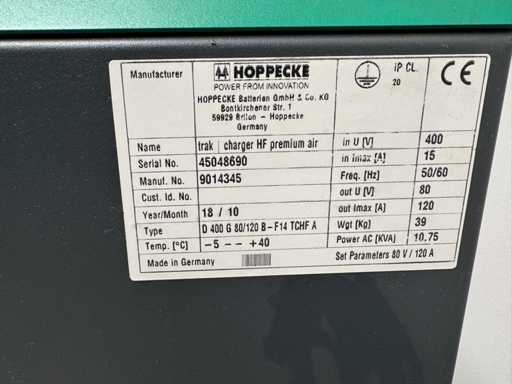 Manufacturer
HOPPECKE
POWER FROM INNOVATION
HOPPECKE Batterien GmbH & Co. KG
Bontkirchener Str. 1
59929 Brilon - Hoppecke
Germany
IP CL.
20
CE
Name trak | charger HF premium air
Serial No. 45048690
Manuf. No. 9014345
Cust. Id. No.
Year/Month 18 / 10
Type D 400 G 80/120 B-F14 TCHF A
Temp. [°C] -5 -- +40
Made in Germany
in U [V] 400
in Imax [A] 15
Freq. [Hz] 50/60
out U [V] 80
out Imax [A] 120
Wgt [Kg] 39
Power AC [KVA] 10,75
Set Parameters 80 V / 120 A